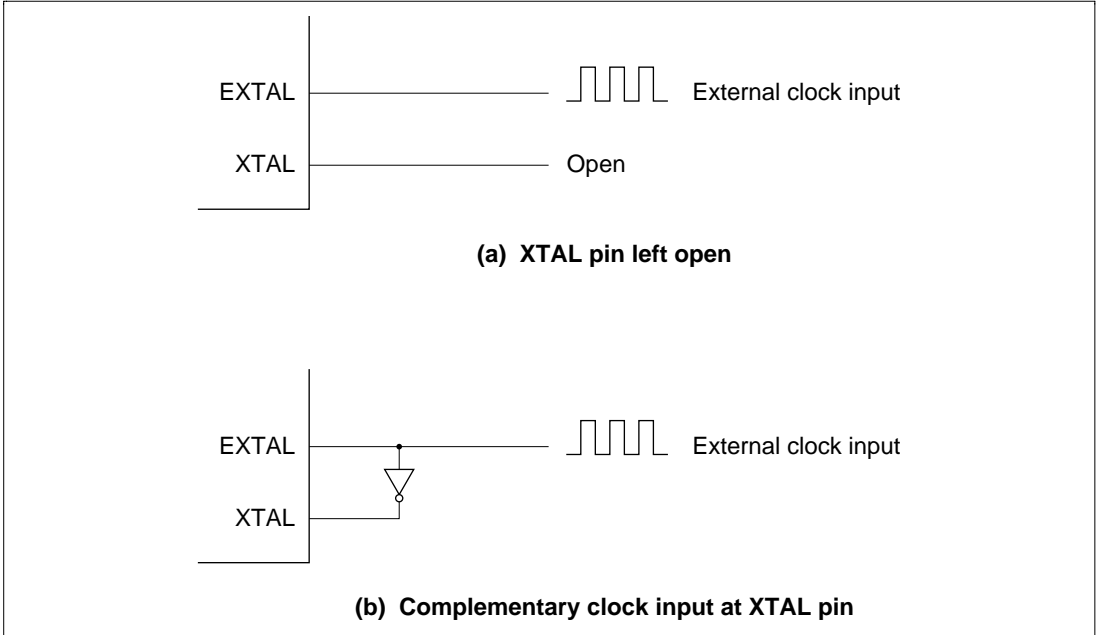 EXTAL External clock input
XTAL Open
(a) XTAL pin left open
EXTAL External clock input
XTAL
(b) Complementary clock input at XTAL pin